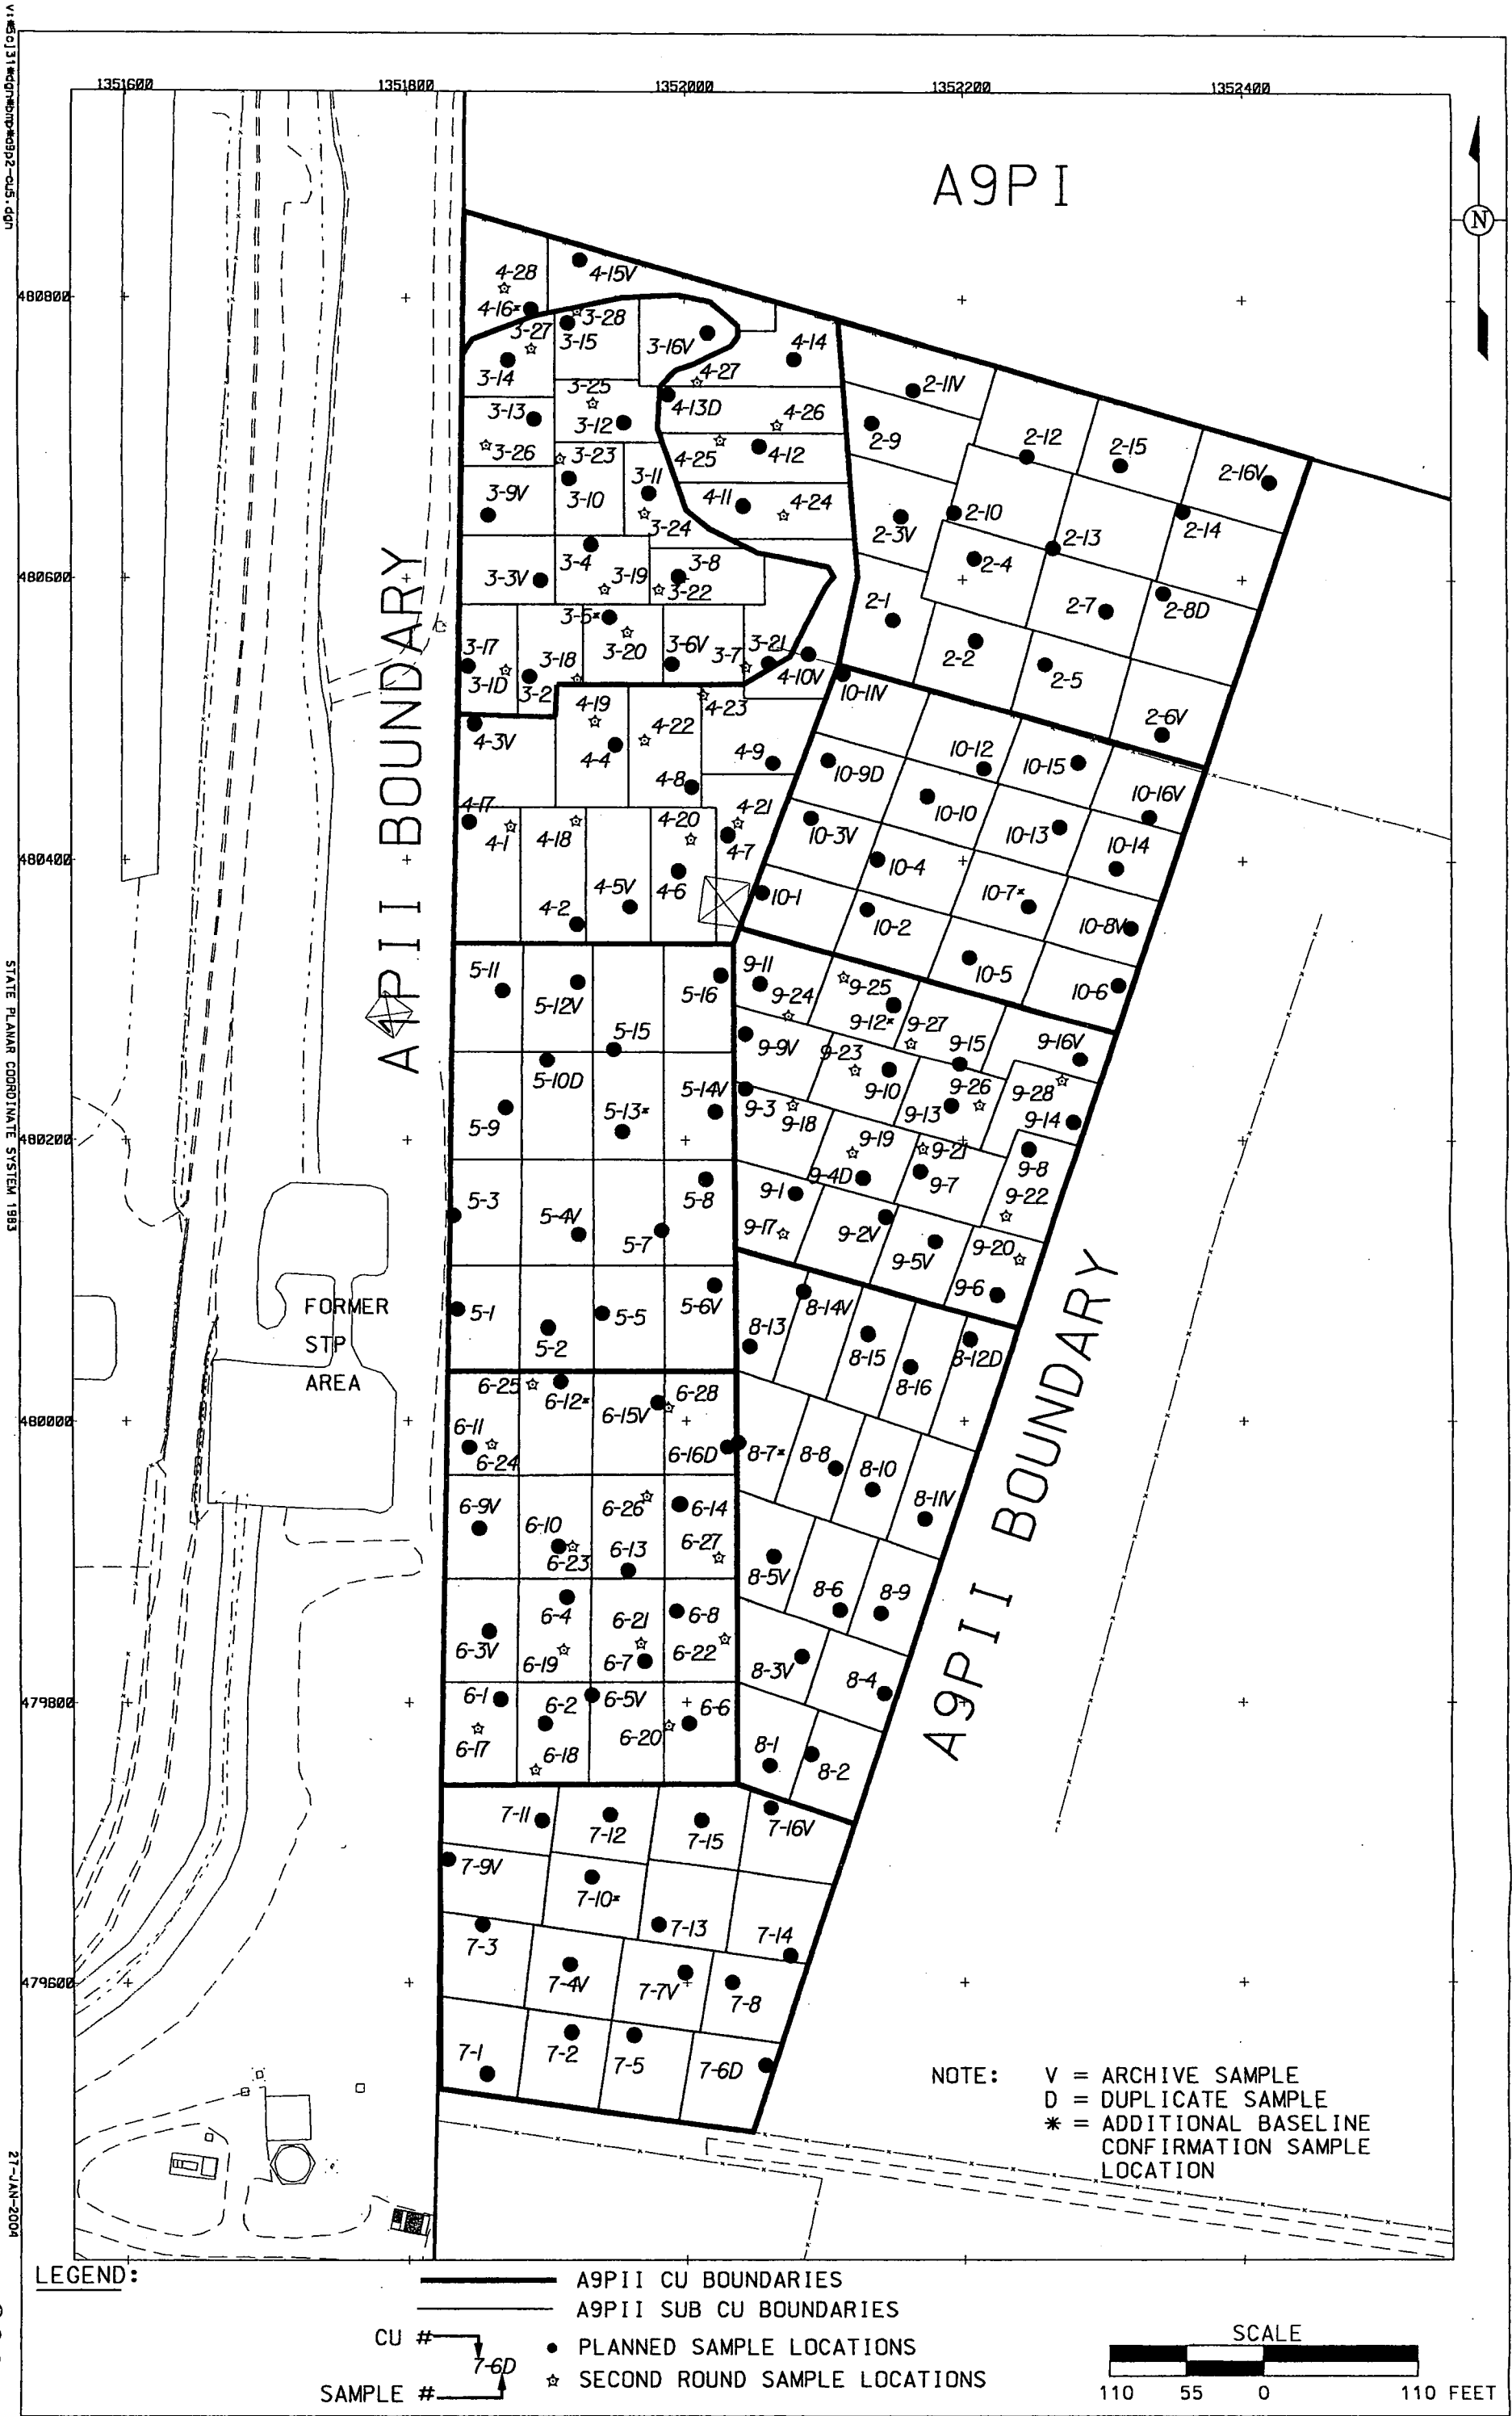 v:#5cj31#dgn#bmp#a9p2-cu5.dgn
STATE PLANAR COORDINATE SYSTEM 1983
27-JAN-2004
1351600
1351800
1352000
1352200
1352400
A9PI
N
480800
480600
480400
480200
480000
479800
479600
4-28
4-15V
4-16*
3-27
3-28
3-15
3-16V
4-14
3-14
4-27
3-25
4-13D
3-13
3-12
4-26
3-26
3-23
4-25
4-12
3-9V
3-10
3-11
4-11
4-24
3-24
3-4
3-8
3-3V
3-19
3-22
3-5*
3-17
3-18
3-20
3-6V
3-7
3-21
4-10V
3-1D
3-2
2-11V
2-9
2-12
2-15
2-16V
2-3V
2-10
2-13
2-14
2-4
2-1
2-7
2-8D
2-2
2-5
2-6V
4-3V
4-19
4-4
4-22
4-23
4-8
4-9
4-17
4-1
4-18
4-20
4-21
4-7
4-2
4-5V
4-6
10-11V
10-9D
10-12
10-15
10-16V
10-3V
10-10
10-13
10-14
10-4
10-1
10-2
10-7*
10-8V
10-5
10-6
A9PII BOUNDARY
5-11
5-12V
5-15
5-16
5-10D
5-9
5-13*
5-14V
5-3
5-4V
5-7
5-8
5-1
5-2
5-5
5-6V
9-11
9-24
9-25
9-12*
9-27
9-15
9-16V
9-9V
9-23
9-10
9-26
9-28
9-3
9-18
9-13
9-14
9-19
9-21
9-4D
9-7
9-8
9-22
9-1
9-17
9-2V
9-5V
9-20
9-6
FORMER
STP
AREA
8-14V
8-13
8-15
8-16
8-12D
8-7*
8-8
8-10
8-11V
8-5V
8-6
8-9
8-3V
8-4
8-1
8-2
A9PII BOUNDARY
6-25
6-12*
6-15V
6-28
6-11
6-24
6-16D
6-9V
6-10
6-23
6-26
6-13
6-14
6-27
6-3V
6-4
6-19
6-21
6-7
6-8
6-22
6-1
6-17
6-2
6-18
6-5V
6-20
6-6
7-11
7-12
7-15
7-16V
7-9V
7-10*
7-13
7-14
7-3
7-4V
7-7V
7-8
7-1
7-2
7-5
7-6D
NOTE: V = ARCHIVE SAMPLE
D = DUPLICATE SAMPLE
* = ADDITIONAL BASELINE
CONFIRMATION SAMPLE
LOCATION
LEGEND:
A9PII CU BOUNDARIES
A9PII SUB CU BOUNDARIES
CU #
7-6D
SAMPLE #
PLANNED SAMPLE LOCATIONS
SECOND ROUND SAMPLE LOCATIONS
SCALE
110 55 0 110 FEET